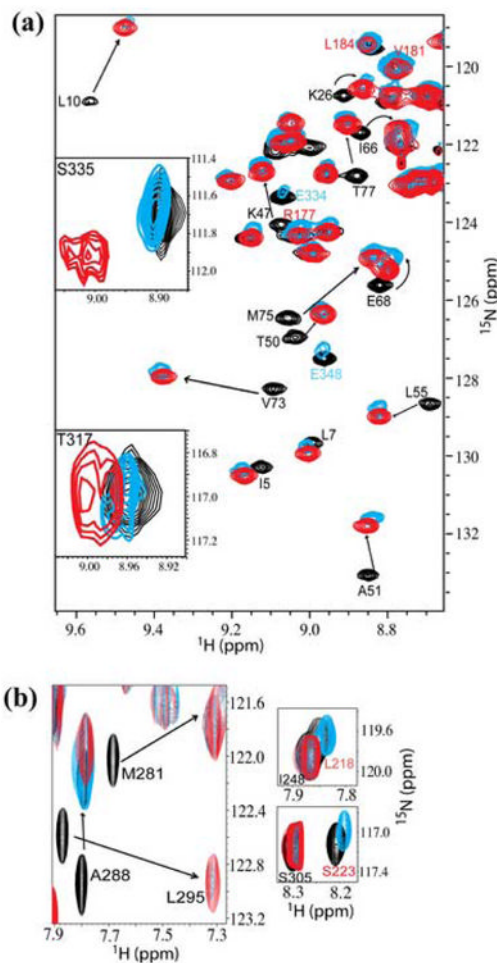 (a)
L184
V181
120
L10
K26
I66
S335
111.4
111.6
111.8
112.0
9.00
8.90
T77
122
E334
K47
R177
124
M75
E68
T50
126
E348
V73
L55
128
T317
116.8
117.0
117.2
9.00
8.96
8.92
L7
I5
130
A51
132
15N (ppm)
9.6
9.4
9.2
9.0
8.8
1H (ppm)
(b)
121.6
122.0
122.4
122.8
123.2
M281
A288
L295
7.9
7.7
7.5
7.3
1H (ppm)
119.6
120.0
I248
L218
7.9
7.8
117.0
117.4
S305
S223
8.3
8.2
1H (ppm)
15N (ppm)